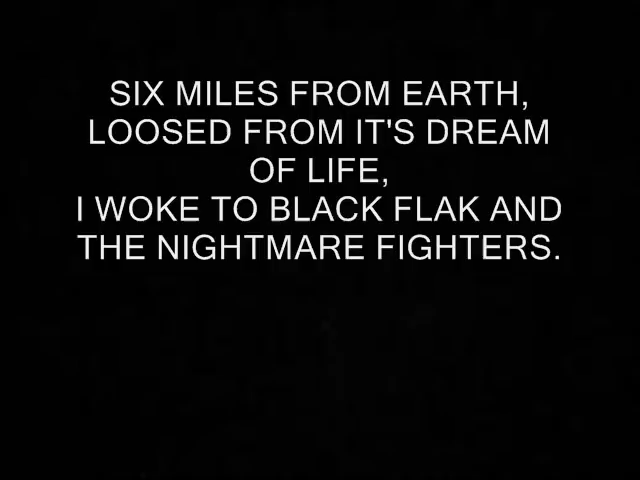 SIX MILES FROM EARTH,
LOOSED FROM IT'S DREAM
OF LIFE,
I WOKE TO BLACK FLAK AND
THE NIGHTMARE FIGHTERS.